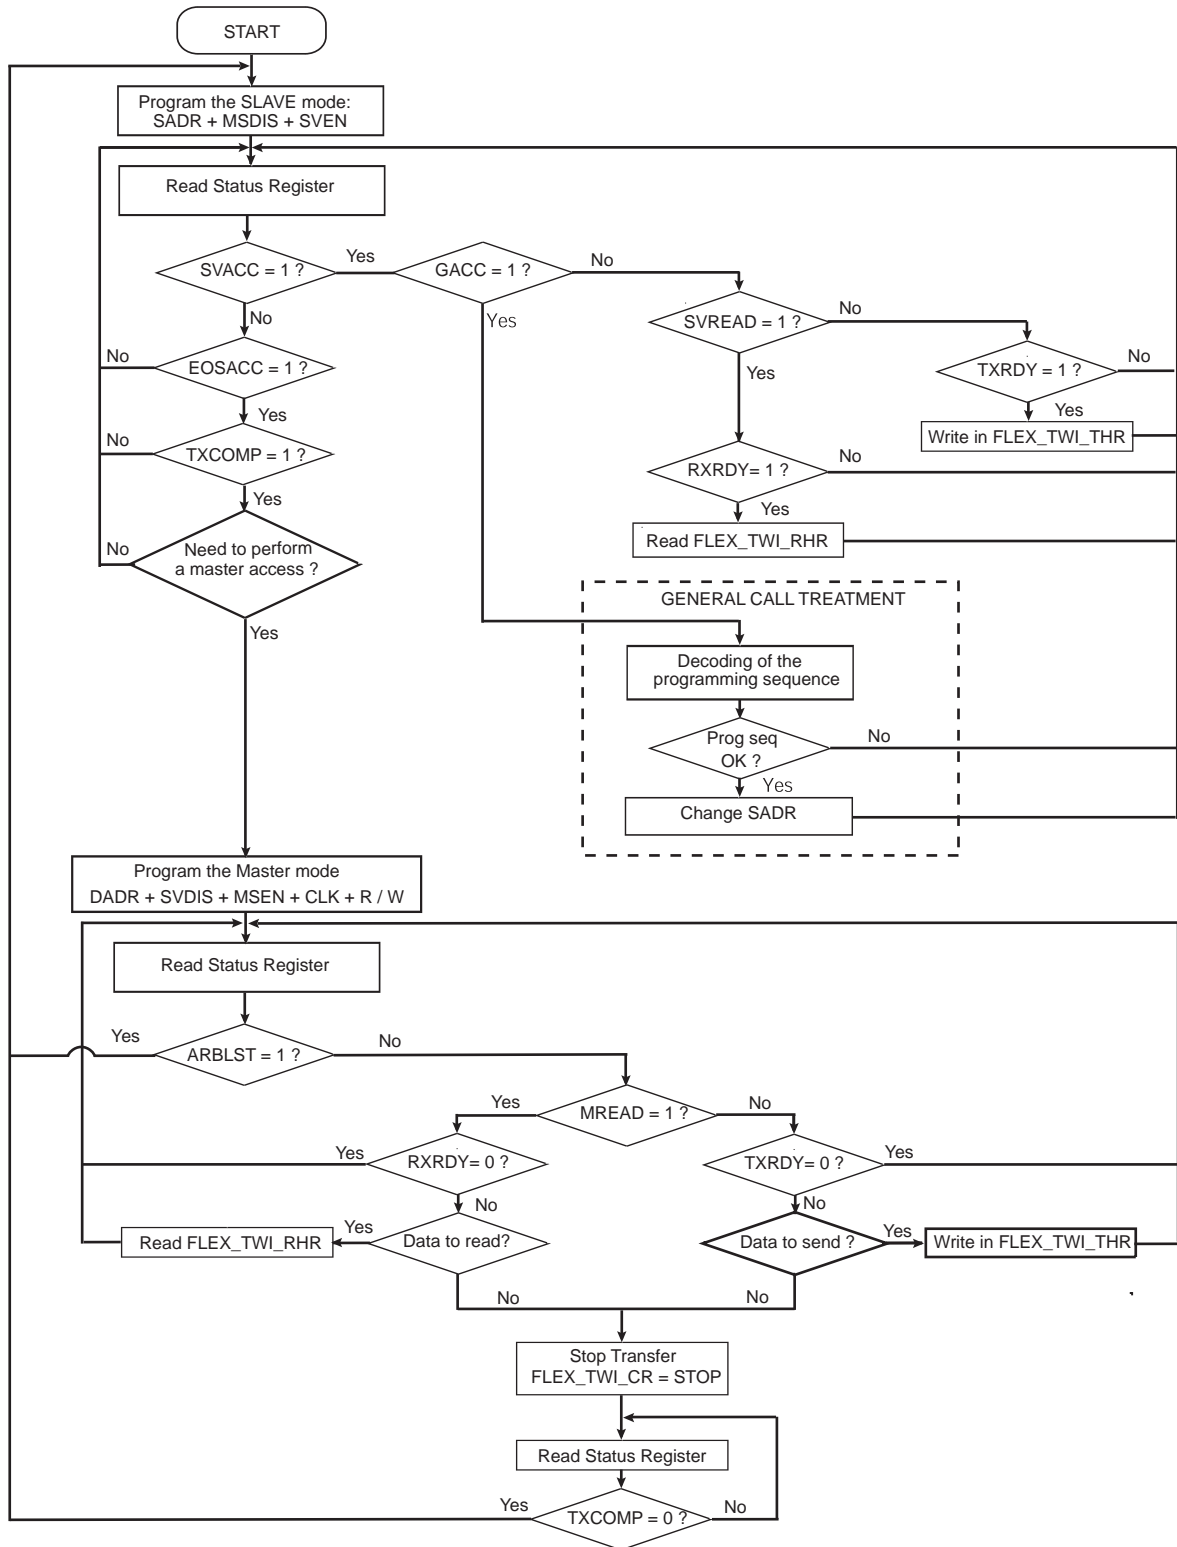 START
Program the SLAVE mode:
SADR + MSDIS + SVEN
Read Status Register
SVACC = 1 ?
Yes
GACC = 1 ?
No
SVREAD = 1 ?
No
TXRDY = 1 ?
No
Yes
Write in FLEX_TWI_THR
Yes
RXRDY= 1 ?
No
Yes
Read FLEX_TWI_RHR
Yes
No
EOSACC = 1 ?
No
Yes
TXCOMP = 1 ?
No
Yes
Need to perform
a master access ?
No
Yes
GENERAL CALL TREATMENT
Decoding of the
programming sequence
Prog seq
OK ?
No
Yes
Change SADR
Program the Master mode
DADR + SVDIS + MSEN + CLK + R / W
Read Status Register
ARBLST = 1 ?
Yes
No
MREAD = 1 ?
Yes
No
RXRDY= 0 ?
Yes
No
TXRDY= 0 ?
Yes
No
Data to read?
Yes
Read FLEX_TWI_RHR
No
Data to send ?
Yes
Write in FLEX_TWI_THR
No
Stop Transfer
FLEX_TWI_CR = STOP
Read Status Register
TXCOMP = 0 ?
Yes
No